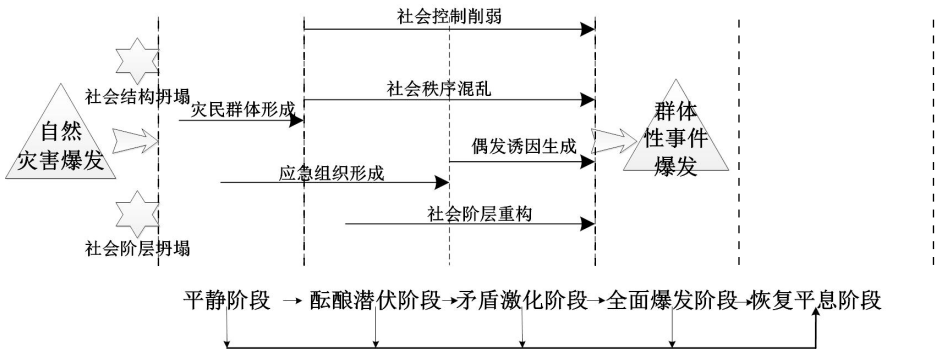 社会控制削弱
社会结构坍塌
社会秩序混乱
灾民群体形成
自然
灾害爆发
群体
性事件
爆发
偶发诱因生成
应急组织形成
社会阶层重构
社会阶层坍塌
平静阶段
酝酿潜伏阶段
矛盾激化阶段
全面爆发阶段
恢复平息阶段